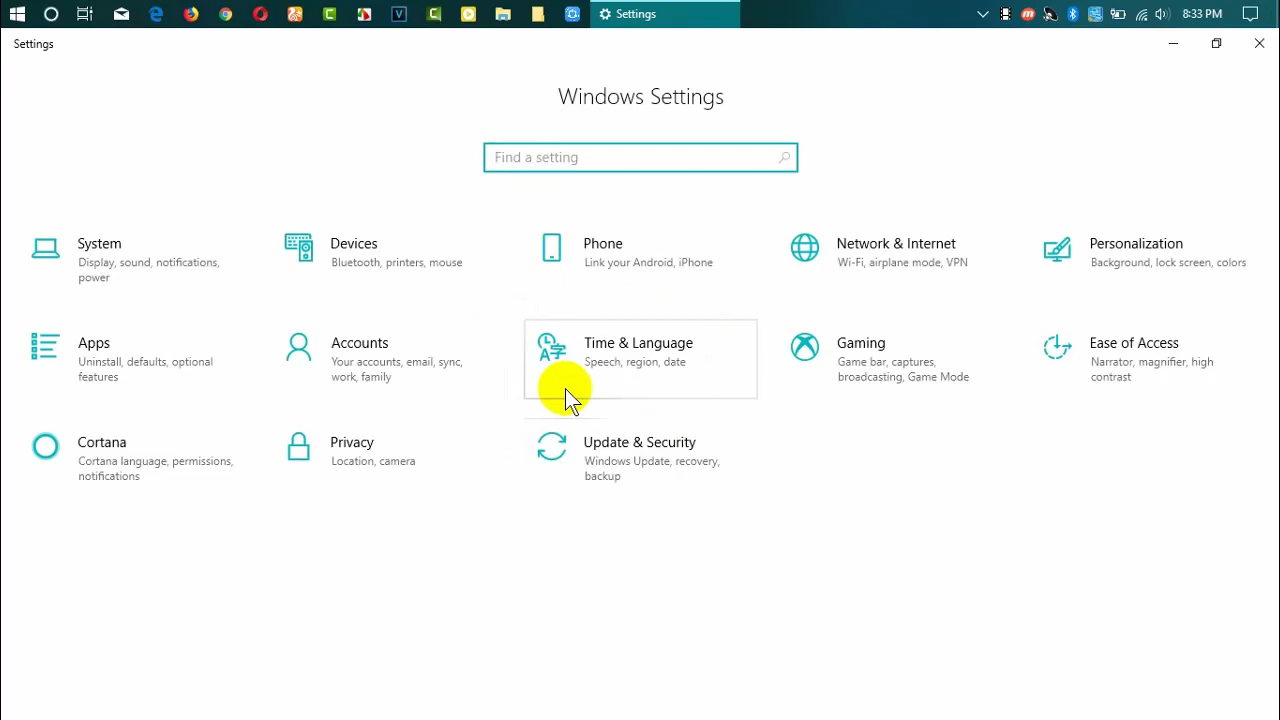 Settings
8:33 PM
Settings
Windows Settings
Find a setting
System
Display, sound, notifications,
power
Devices
Bluetooth, printers, mouse
Phone
Link your Android, iPhone
Network & Internet
Wi-Fi, airplane mode, VPN
Personalization
Background, lock screen, colors
Apps
Uninstall, defaults, optional
features
Accounts
Your accounts, email, sync,
work, family
Time & Language
Speech, region, date
Gaming
Game bar, captures,
broadcasting, Game Mode
Ease of Access
Narrator, magnifier, high
contrast
Cortana
Cortana language, permissions,
notifications
Privacy
Location, camera
Update & Security
Windows Update, recovery,
backup